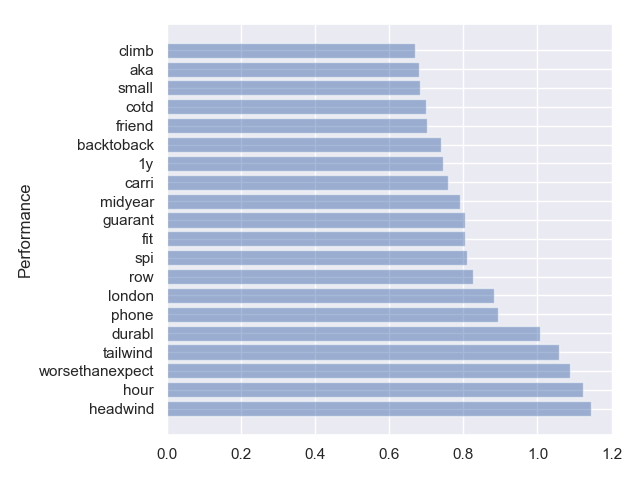 Performance
climb
aka
small
cotd
friend
backtoback
1y
carri
midyear
guarant
fit
spi
row
london
phone
durabl
tailwind
worsethanexpect
hour
headwind
0.0 0.2 0.4 0.6 0.8 1.0 1.2